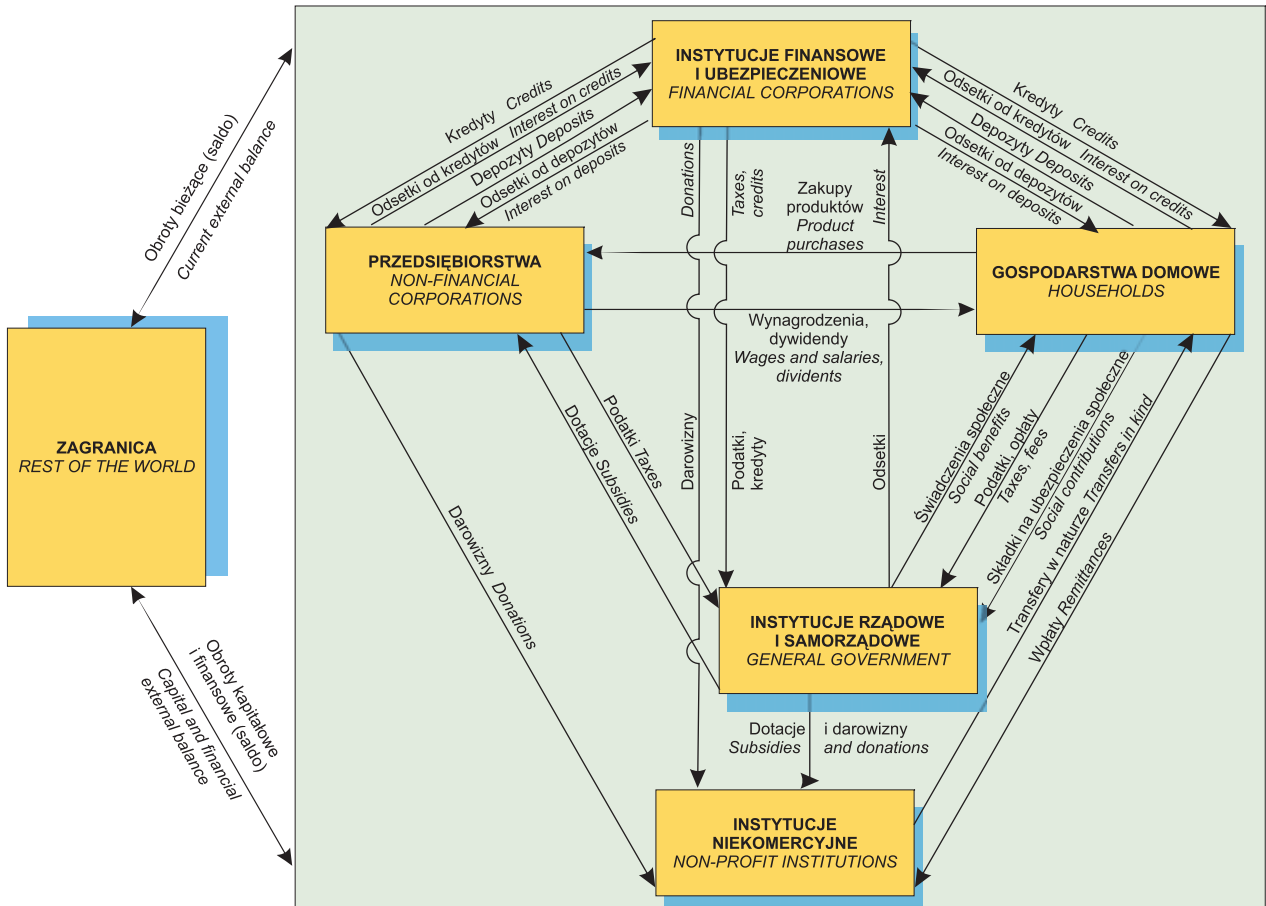 INSTYTUCJE FINANSOWE
I UBEZPIECZENIOWE
FINANCIAL CORPORATIONS
Kredyty Credits
Odsetki od kredytów Interest on credits
Depozyty Deposits
Odsetki od depozytów
Interest on deposits
Kredyty Credits
Odsetki od kredytów Interest on credits
Depozyty Deposits
Odsetki od depozytów
Interest on deposits
Donations
Taxes,
credits
Interest
Zakupy
produktów
Product
purchases
Obroty bieżące (saldo)
Current external balance
PRZEDSIĘBIORSTWA
NON-FINANCIAL
CORPORATIONS
GOSPODARSTWA DOMOWE
HOUSEHOLDS
Wynagrodzenia,
dywidendy
Wages and salaries,
dividents
ZAGRANICA
REST OF THE WORLD
Darowizny Donations
Dotacje Subsidies
Podatki Taxes
Darowizny
Podatki,
kredyty
Odsetki
Świadczenia społeczne
Social benefits
Podatki, opłaty
Taxes, fees
Składki na ubezpieczenia społeczne
Social contributions
Transfery w naturze Transfers in kind
Wpłaty Remittances
INSTYTUCJE RZĄDOWE
I SAMORZĄDOWE
GENERAL GOVERNMENT
Obroty kapitałowe
i finansowe (saldo)
Capital and financial
external balance
Dotacje i darowizny
Subsidies and donations
INSTYTUCJE
NIEKOMERCYJNE
NON-PROFIT INSTITUTIONS